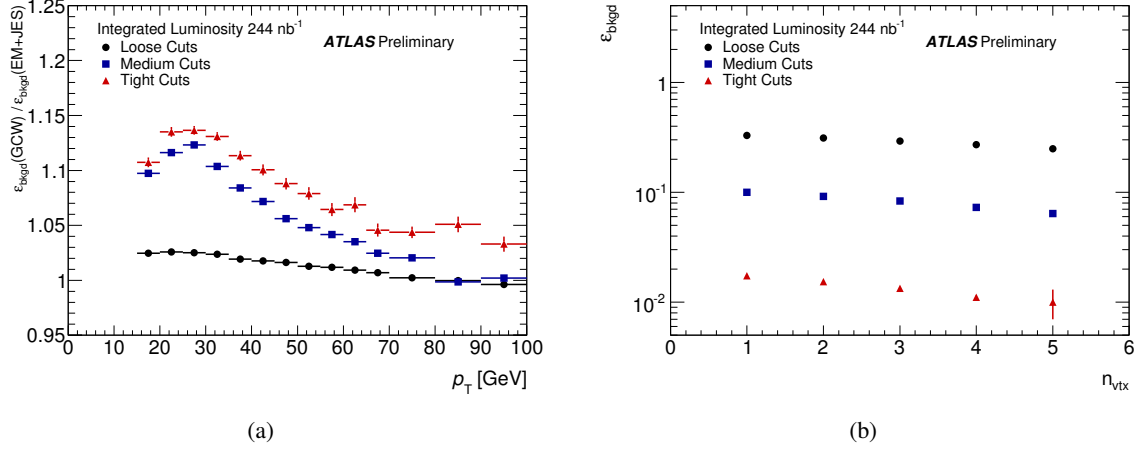 ε_bkgd(GCW) / ε_bkgd(EM+JES)
Integrated Luminosity 244 nb⁻¹
ATLAS Preliminary
Loose Cuts
Medium Cuts
Tight Cuts
1.25
1.2
1.15
1.1
1.05
1
0.95
0 10 20 30 40 50 60 70 80 90 100
p_T [GeV]
(a)
ε_bkgd
Integrated Luminosity 244 nb⁻¹
ATLAS Preliminary
Loose Cuts
Medium Cuts
Tight Cuts
1
10⁻¹
10⁻²
0 1 2 3 4 5 6
n_vtx
(b)